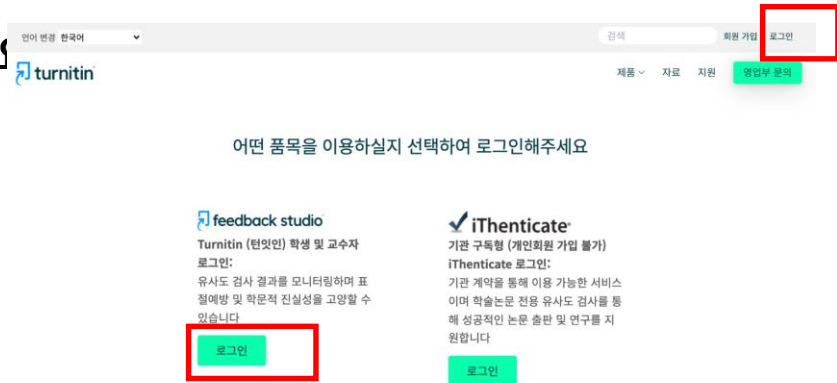 언어 변경 한국어
검색
회원 가입
로그인
turnitin
제품
자료
지원
영업부 문의
어떤 품목을 이용하실지 선택하여 로그인해주세요
feedback studio
Turnitin (턴잇인) 학생 및 교수자
로그인:
유사도 검사 결과를 모니터링하며 표
절예방 및 학문적 진실성을 고양할 수
있습니다
로그인
iThenticate
기관 구독형 (개인회원 가입 불가)
iThenticate 로그인:
기관 계약을 통해 이용 가능한 서비스
이며 학술논문 전용 유사도 검사를 통
해 성공적인 논문 출판 및 연구를 지
원합니다
로그인